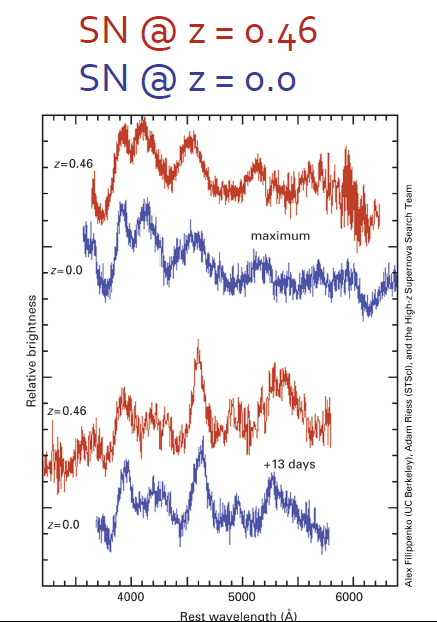 SN @ z = 0.46
SN @ z = 0.0
z=0.46
maximum
z=0.0
z=0.46
+13 days
z=0.0
Relative brightness
4000 5000 6000
Rest wavelength (Å)
Alex Filippenko (UC Berkeley), Adam Riess (STScI), and the High-z Supernova Search Team